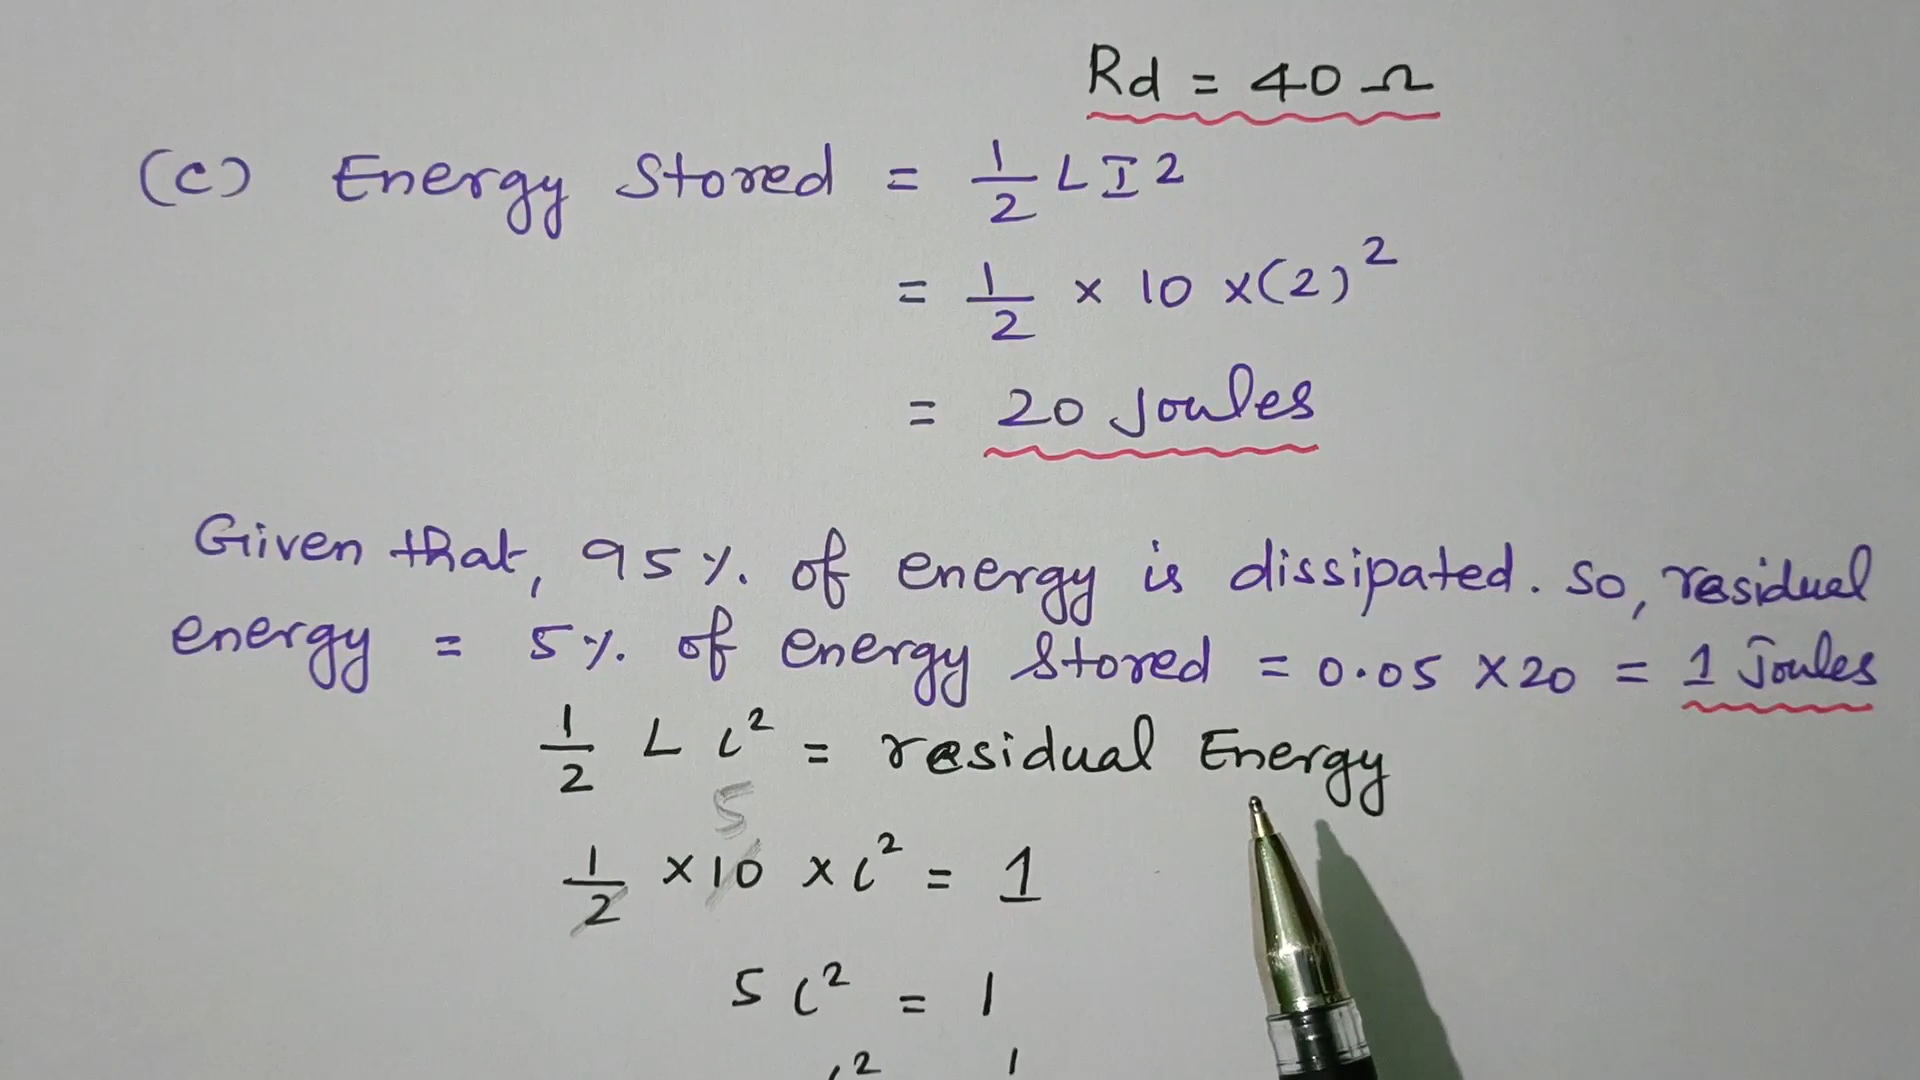 Rd = 40 Ω
(c) Energy Stored = 1/2 L I 2
= 1/2 × 10 × (2)²
= 20 Joules
Given that, 95 %. of energy is dissipated. So, residual
energy = 5 %. of energy stored = 0.05 × 20 = 1 Joules
1/2 L i² = residual Energy
5
1/2 × 10 × i² = 1
5 i² = 1